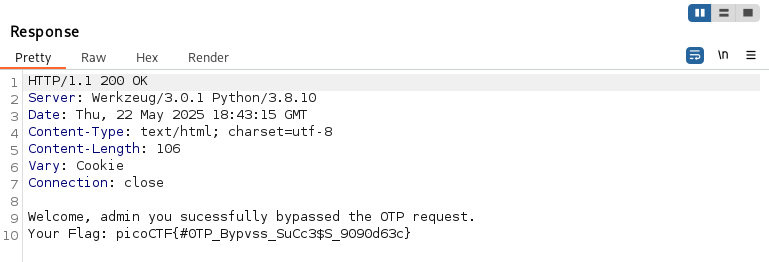 Response
Pretty Raw Hex Render \n
1 HTTP/1.1 200 OK
2 Server: Werkzeug/3.0.1 Python/3.8.10
3 Date: Thu, 22 May 2025 18:43:15 GMT
4 Content-Type: text/html; charset=utf-8
5 Content-Length: 106
6 Vary: Cookie
7 Connection: close
8
9 Welcome, admin you sucessfully bypassed the OTP request.
10 Your Flag: picoCTF{#0TP_Bypvss_SuCc3$S_9090d63c}